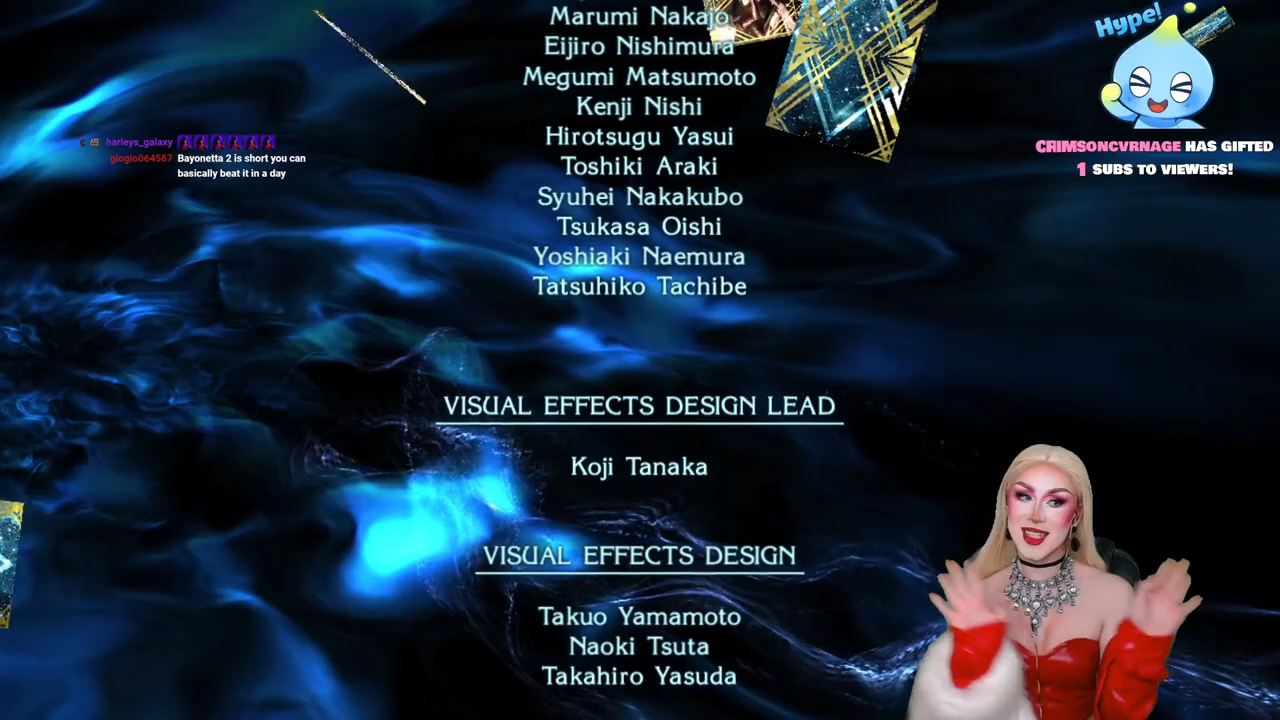 Marumi Nakajo
Eijiro Nishimura
Megumi Matsumoto
Kenji Nishi
Hirotsugu Yasui
Toshiki Araki
Syuhei Nakakubo
Tsukasa Oishi
Yoshiaki Naemura
Tatsuhiko Tachibe
VISUAL EFFECTS DESIGN LEAD
Koji Tanaka
VISUAL EFFECTS DESIGN
Takuo Yamamoto
Naoki Tsuta
Takahiro Yasuda
harleys_galaxy
giogio064567 Bayonetta 2 is short you can
basically beat it in a day
Hype!
CRIMSONCVRNAGE HAS GIFTED
1 SUBS TO VIEWERS!